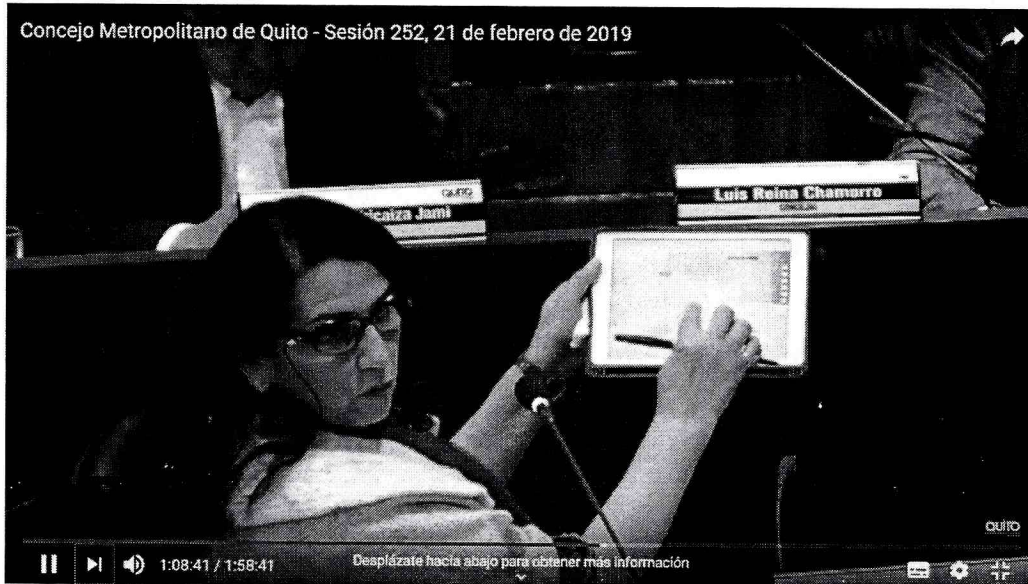 Concejo Metropolitano de Quito - Sesión 252, 21 de febrero de 2019
QUITO
Jami
Luis Reina Chamorro
QUITO
1:08:41 / 1:58:41
Desplázate hacia abajo para obtener más información